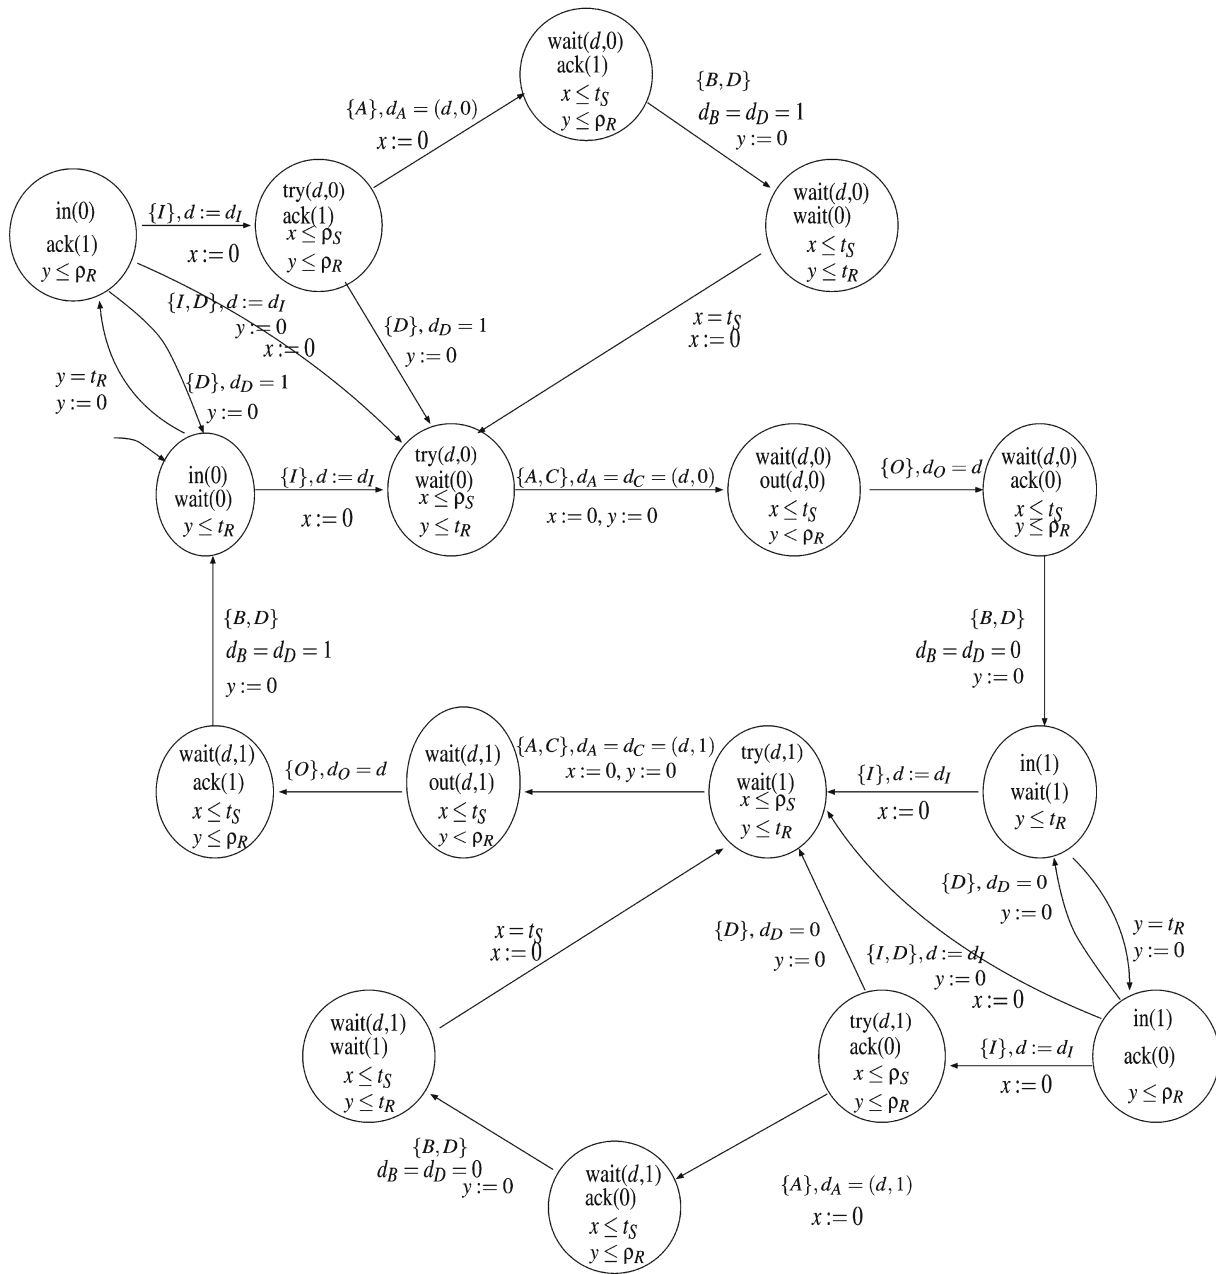 wait(d,0)
ack(1)
x ≤ t_S
y ≤ ρ_R
{A}, d_A = (d,0)
x := 0
{B,D}
d_B = d_D = 1
y := 0
in(0)
ack(1)
y ≤ ρ_R
{I}, d := d_I
x := 0
try(d,0)
ack(1)
x ≤ ρ_S
y ≤ ρ_R
wait(d,0)
wait(0)
x ≤ t_S
y ≤ t_R
{I,D}, d := d_I
y := 0
x := 0
{D}, d_D = 1
y := 0
x = t_S
x := 0
y = t_R
y := 0
{D}, d_D = 1
y := 0
in(0)
wait(0)
y ≤ t_R
{I}, d := d_I
x := 0
try(d,0)
wait(0)
x ≤ ρ_S
y ≤ t_R
{A,C}, d_A = d_C = (d,0)
x := 0, y := 0
wait(d,0)
out(d,0)
x ≤ t_S
y < ρ_R
{O}, d_O = d
wait(d,0)
ack(0)
x ≤ t_S
y ≤ ρ_R
{B,D}
d_B = d_D = 1
y := 0
{B,D}
d_B = d_D = 0
y := 0
wait(d,1)
ack(1)
x ≤ t_S
y ≤ ρ_R
{O}, d_O = d
wait(d,1)
out(d,1)
x ≤ t_S
y < ρ_R
{A,C}, d_A = d_C = (d,1)
x := 0, y := 0
try(d,1)
wait(1)
x ≤ ρ_S
y ≤ t_R
{I}, d := d_I
x := 0
in(1)
wait(1)
y ≤ t_R
x = t_S
x := 0
{D}, d_D = 0
y := 0
{I,D}, d := d_I
y := 0
x := 0
{D}, d_D = 0
y := 0
y = t_R
y := 0
wait(d,1)
wait(1)
x ≤ t_S
y ≤ t_R
try(d,1)
ack(0)
x ≤ ρ_S
y ≤ ρ_R
{I}, d := d_I
x := 0
in(1)
ack(0)
y ≤ ρ_R
{B,D}
d_B = d_D = 0
y := 0
wait(d,1)
ack(0)
x ≤ t_S
y ≤ ρ_R
{A}, d_A = (d,1)
x := 0